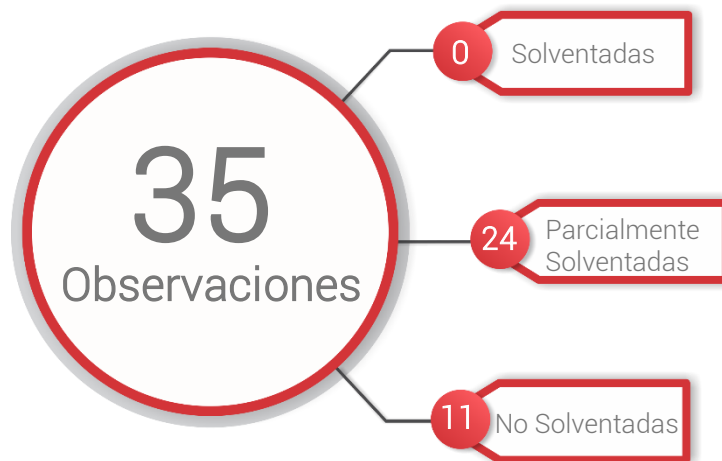 35
Observaciones
0
Solventadas
24
Parcialmente
Solventadas
11
No Solventadas